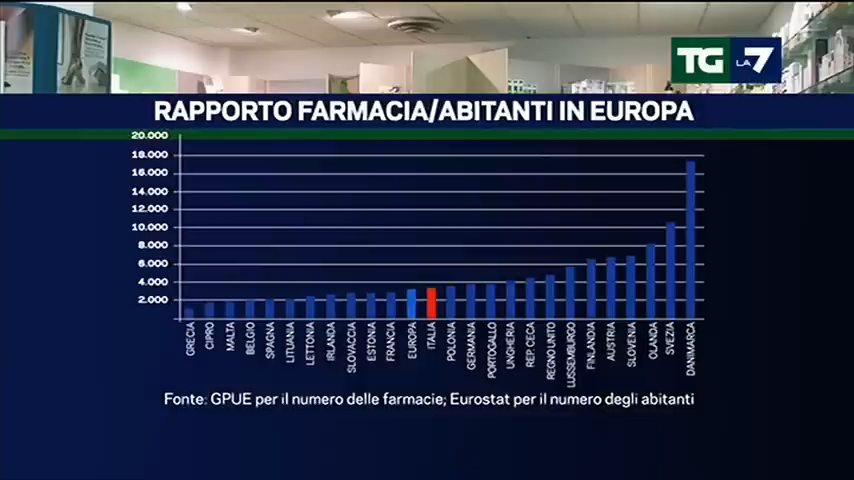 TG LA 7
RAPPORTO FARMACIA/ABITANTI IN EUROPA
20.000
18.000
16.000
14.000
12.000
10.000
8.000
6.000
4.000
2.000
GRECIA
CIPRO
MALTA
BELGIO
SPAGNA
LITUANIA
LETTONIA
IRLANDA
SLOVACCIA
ESTONIA
FRANCIA
EUROPA
ITALIA
POLONIA
GERMANIA
PORTOGALLO
UNGHERIA
REP. CECA
REGNO UNITO
LUSSEMBURGO
FINLANDIA
AUSTRIA
SLOVENIA
OLANDA
SVEZIA
DANIMARCA
Fonte: GPUE per il numero delle farmacie; Eurostat per il numero degli abitanti